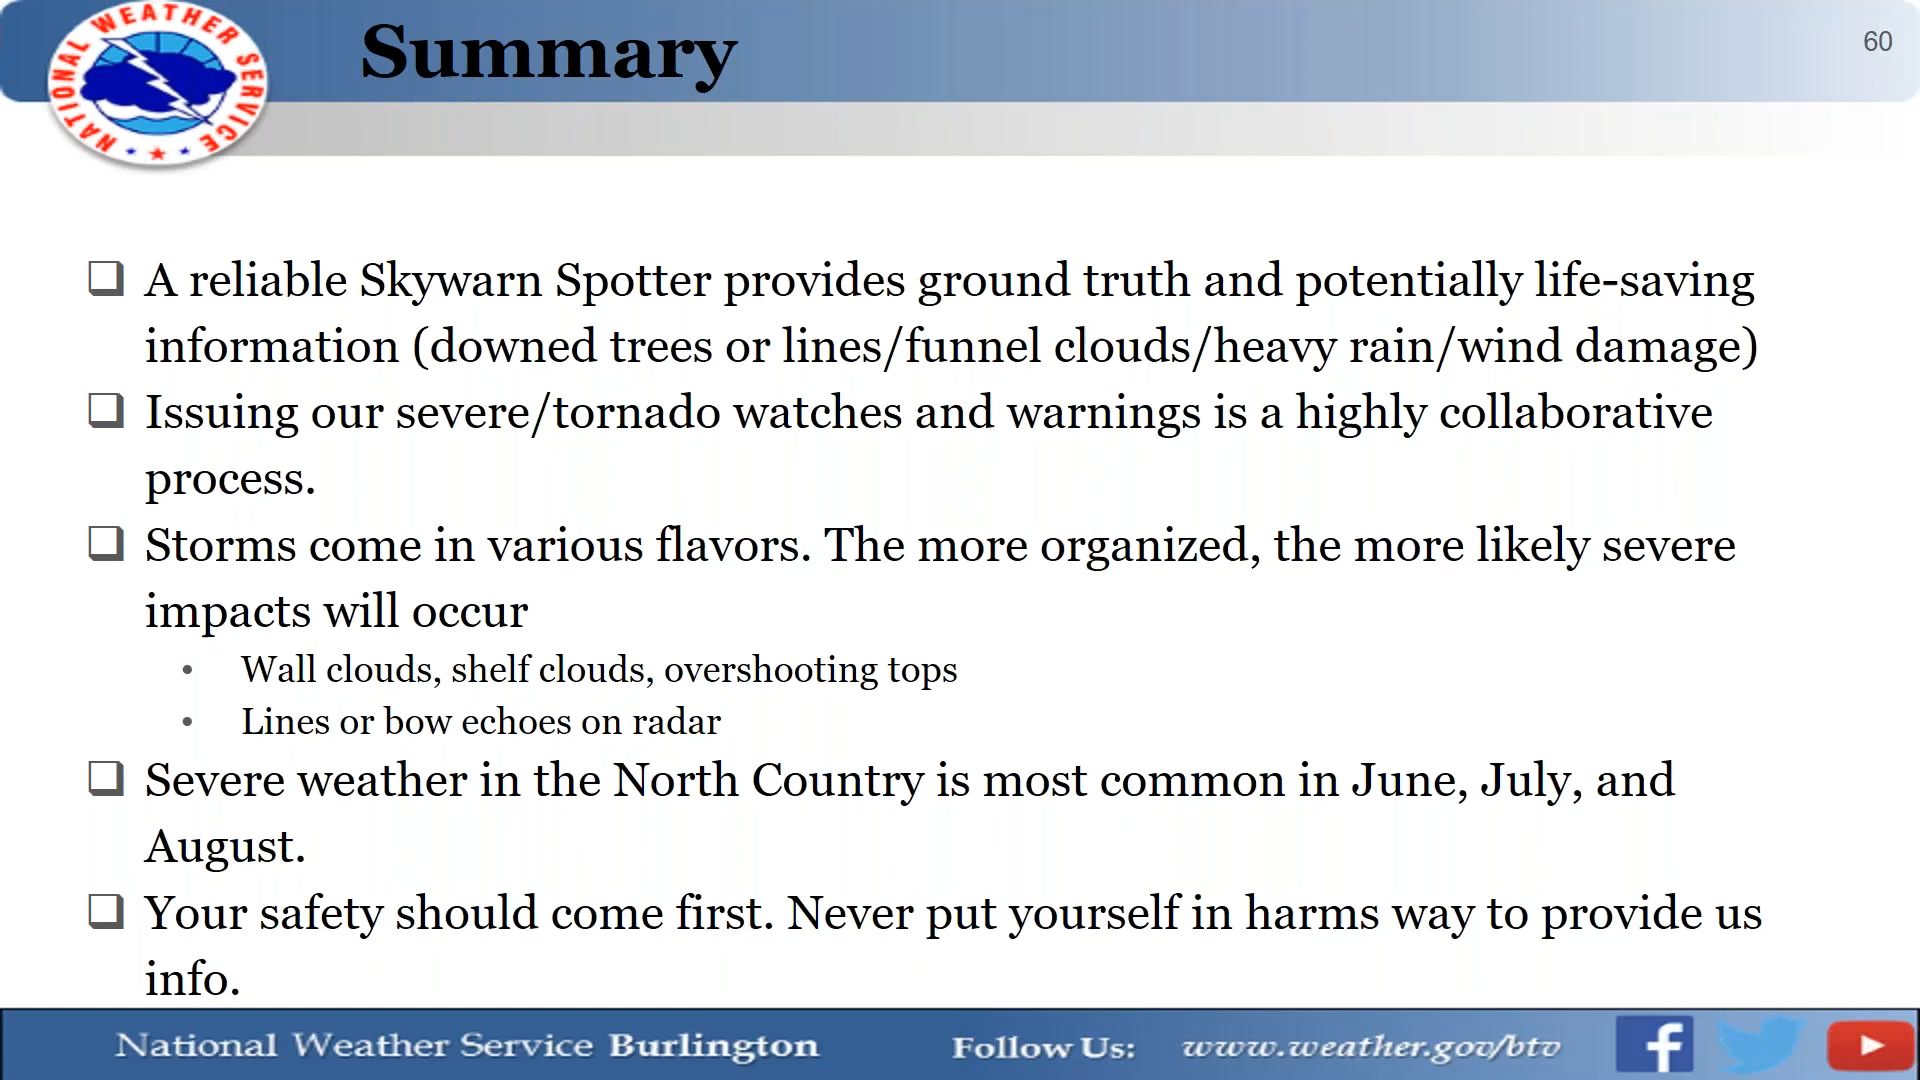 NATIONAL WEATHER SERVICE
Summary
60
❑ A reliable Skywarn Spotter provides ground truth and potentially life-saving
information (downed trees or lines/funnel clouds/heavy rain/wind damage)
❑ Issuing our severe/tornado watches and warnings is a highly collaborative
process.
❑ Storms come in various flavors. The more organized, the more likely severe
impacts will occur
• Wall clouds, shelf clouds, overshooting tops
• Lines or bow echoes on radar
❑ Severe weather in the North Country is most common in June, July, and
August.
❑ Your safety should come first. Never put yourself in harms way to provide us
info.
National Weather Service Burlington Follow Us: www.weather.gov/btv f